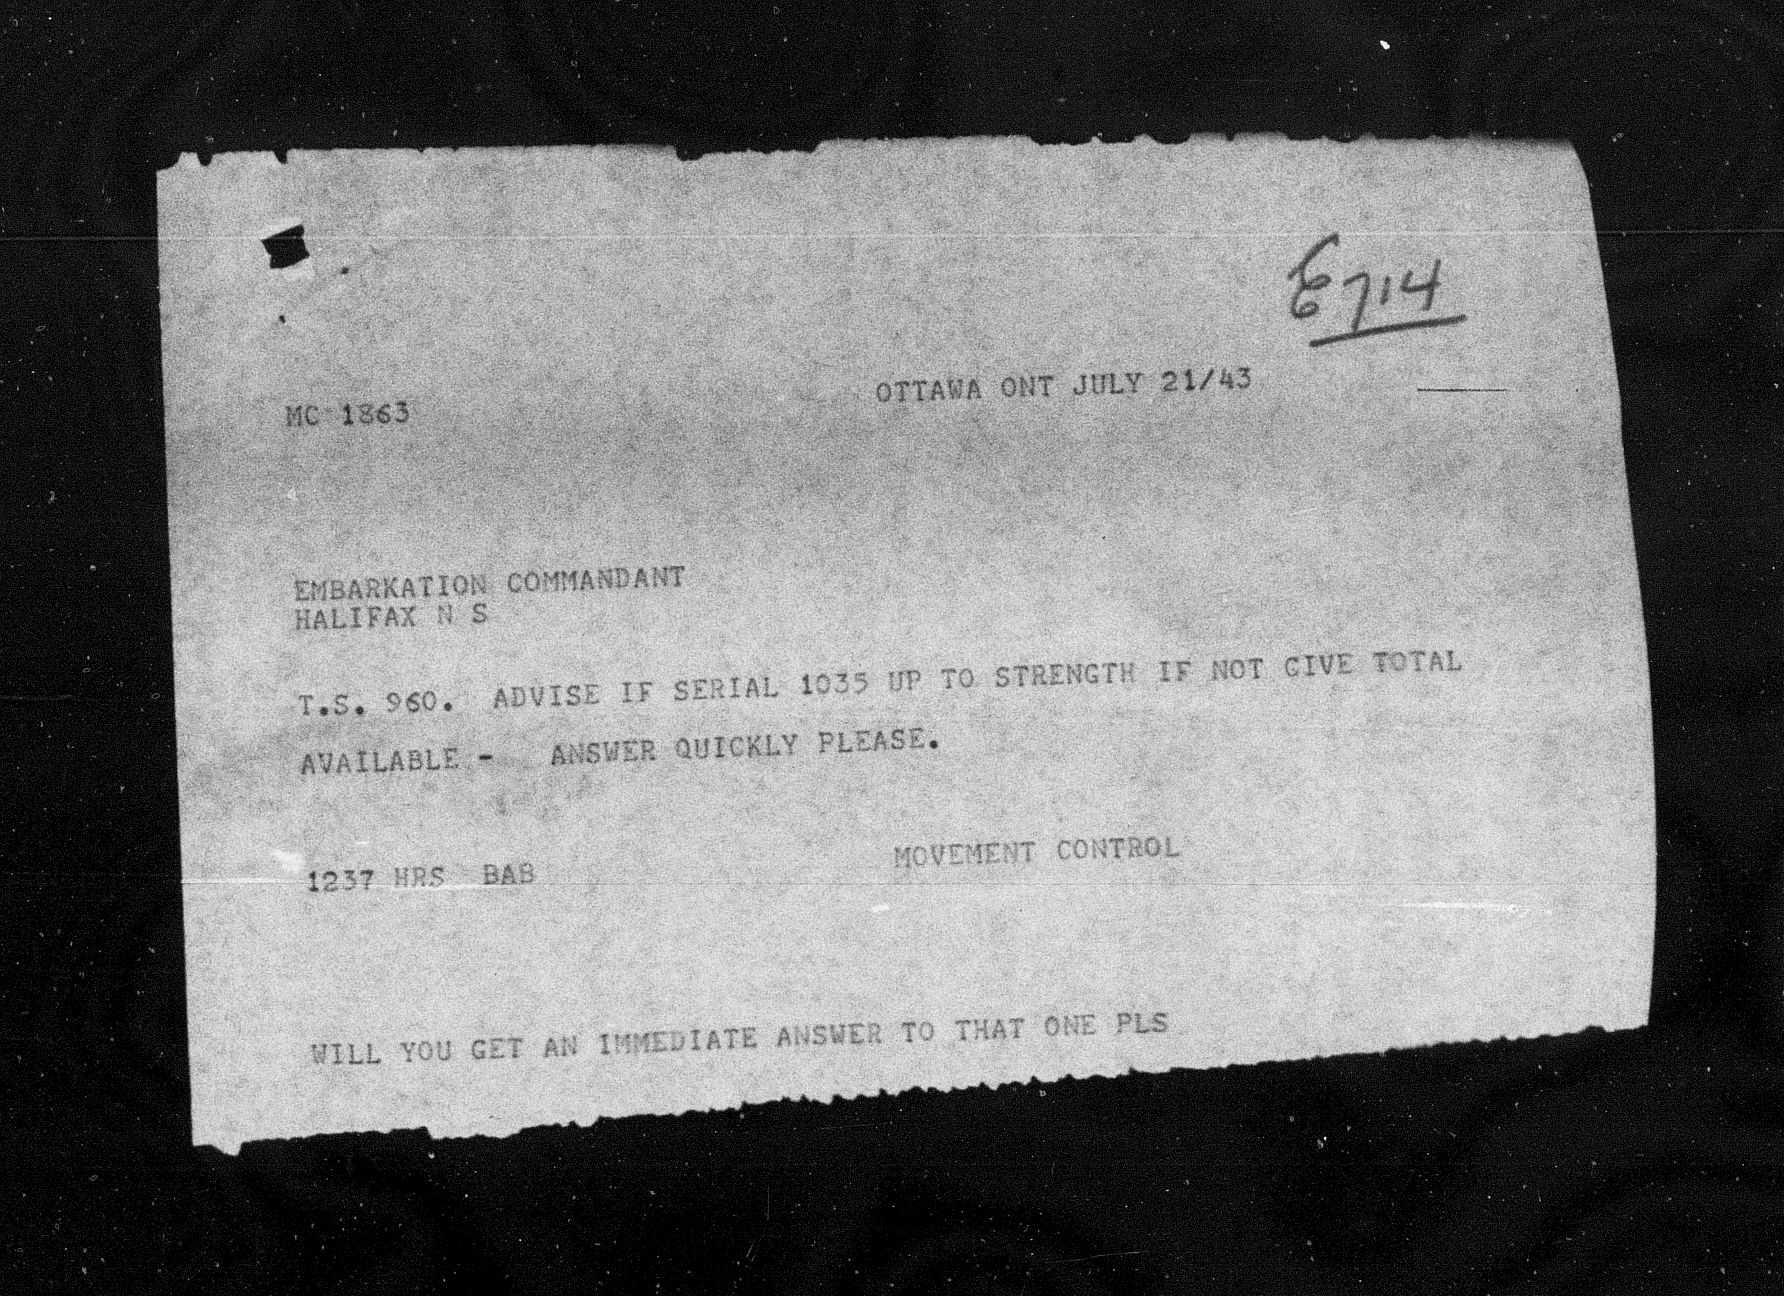 E714
OTTAWA ONT JULY 21/43
MC 1863
EMBARKATION COMMANDANT
HALIFAX N S
T.S. 960. ADVISE IF SERIAL 1035 UP TO STRENGTH IF NOT GIVE TOTAL
AVAILABLE - ANSWER QUICKLY PLEASE.
MOVEMENT CONTROL
1237 HRS BAB
WILL YOU GET AN IMMEDIATE ANSWER TO THAT ONE PLS